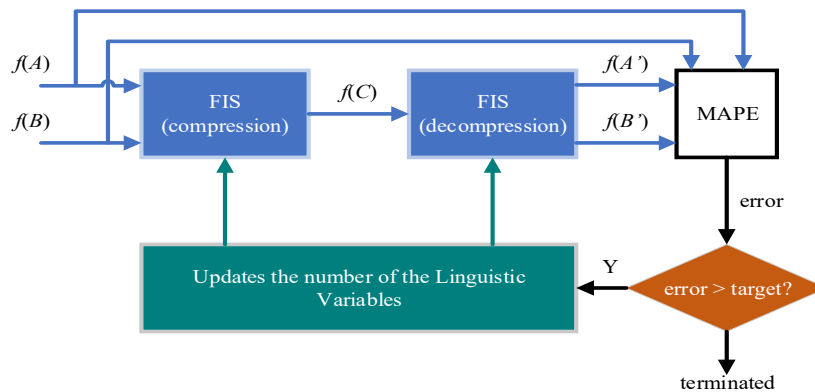 f(A)
f(B)
FIS
(compression)
f(C)
FIS
(decompression)
f(A’)
f(B’)
MAPE
error
error > target?
Y
Updates the number of the Linguistic
Variables
terminated